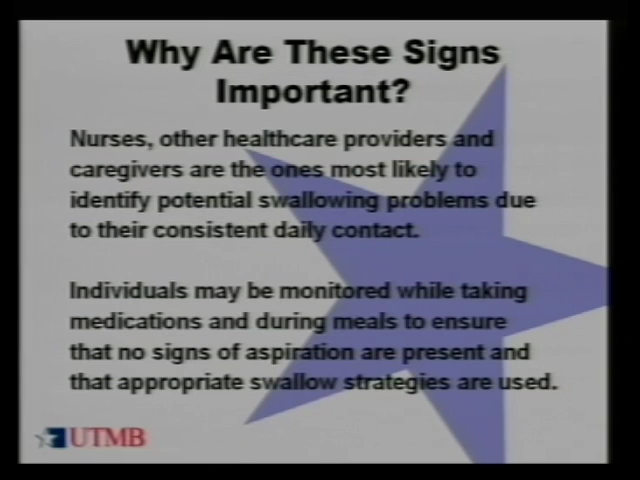 Why Are These Signs
Important?
Nurses, other healthcare providers and
caregivers are the ones most likely to
identify potential swallowing problems due
to their consistent daily contact.
Individuals may be monitored while taking
medications and during meals to ensure
that no signs of aspiration are present and
that appropriate swallow strategies are used.
UTMB